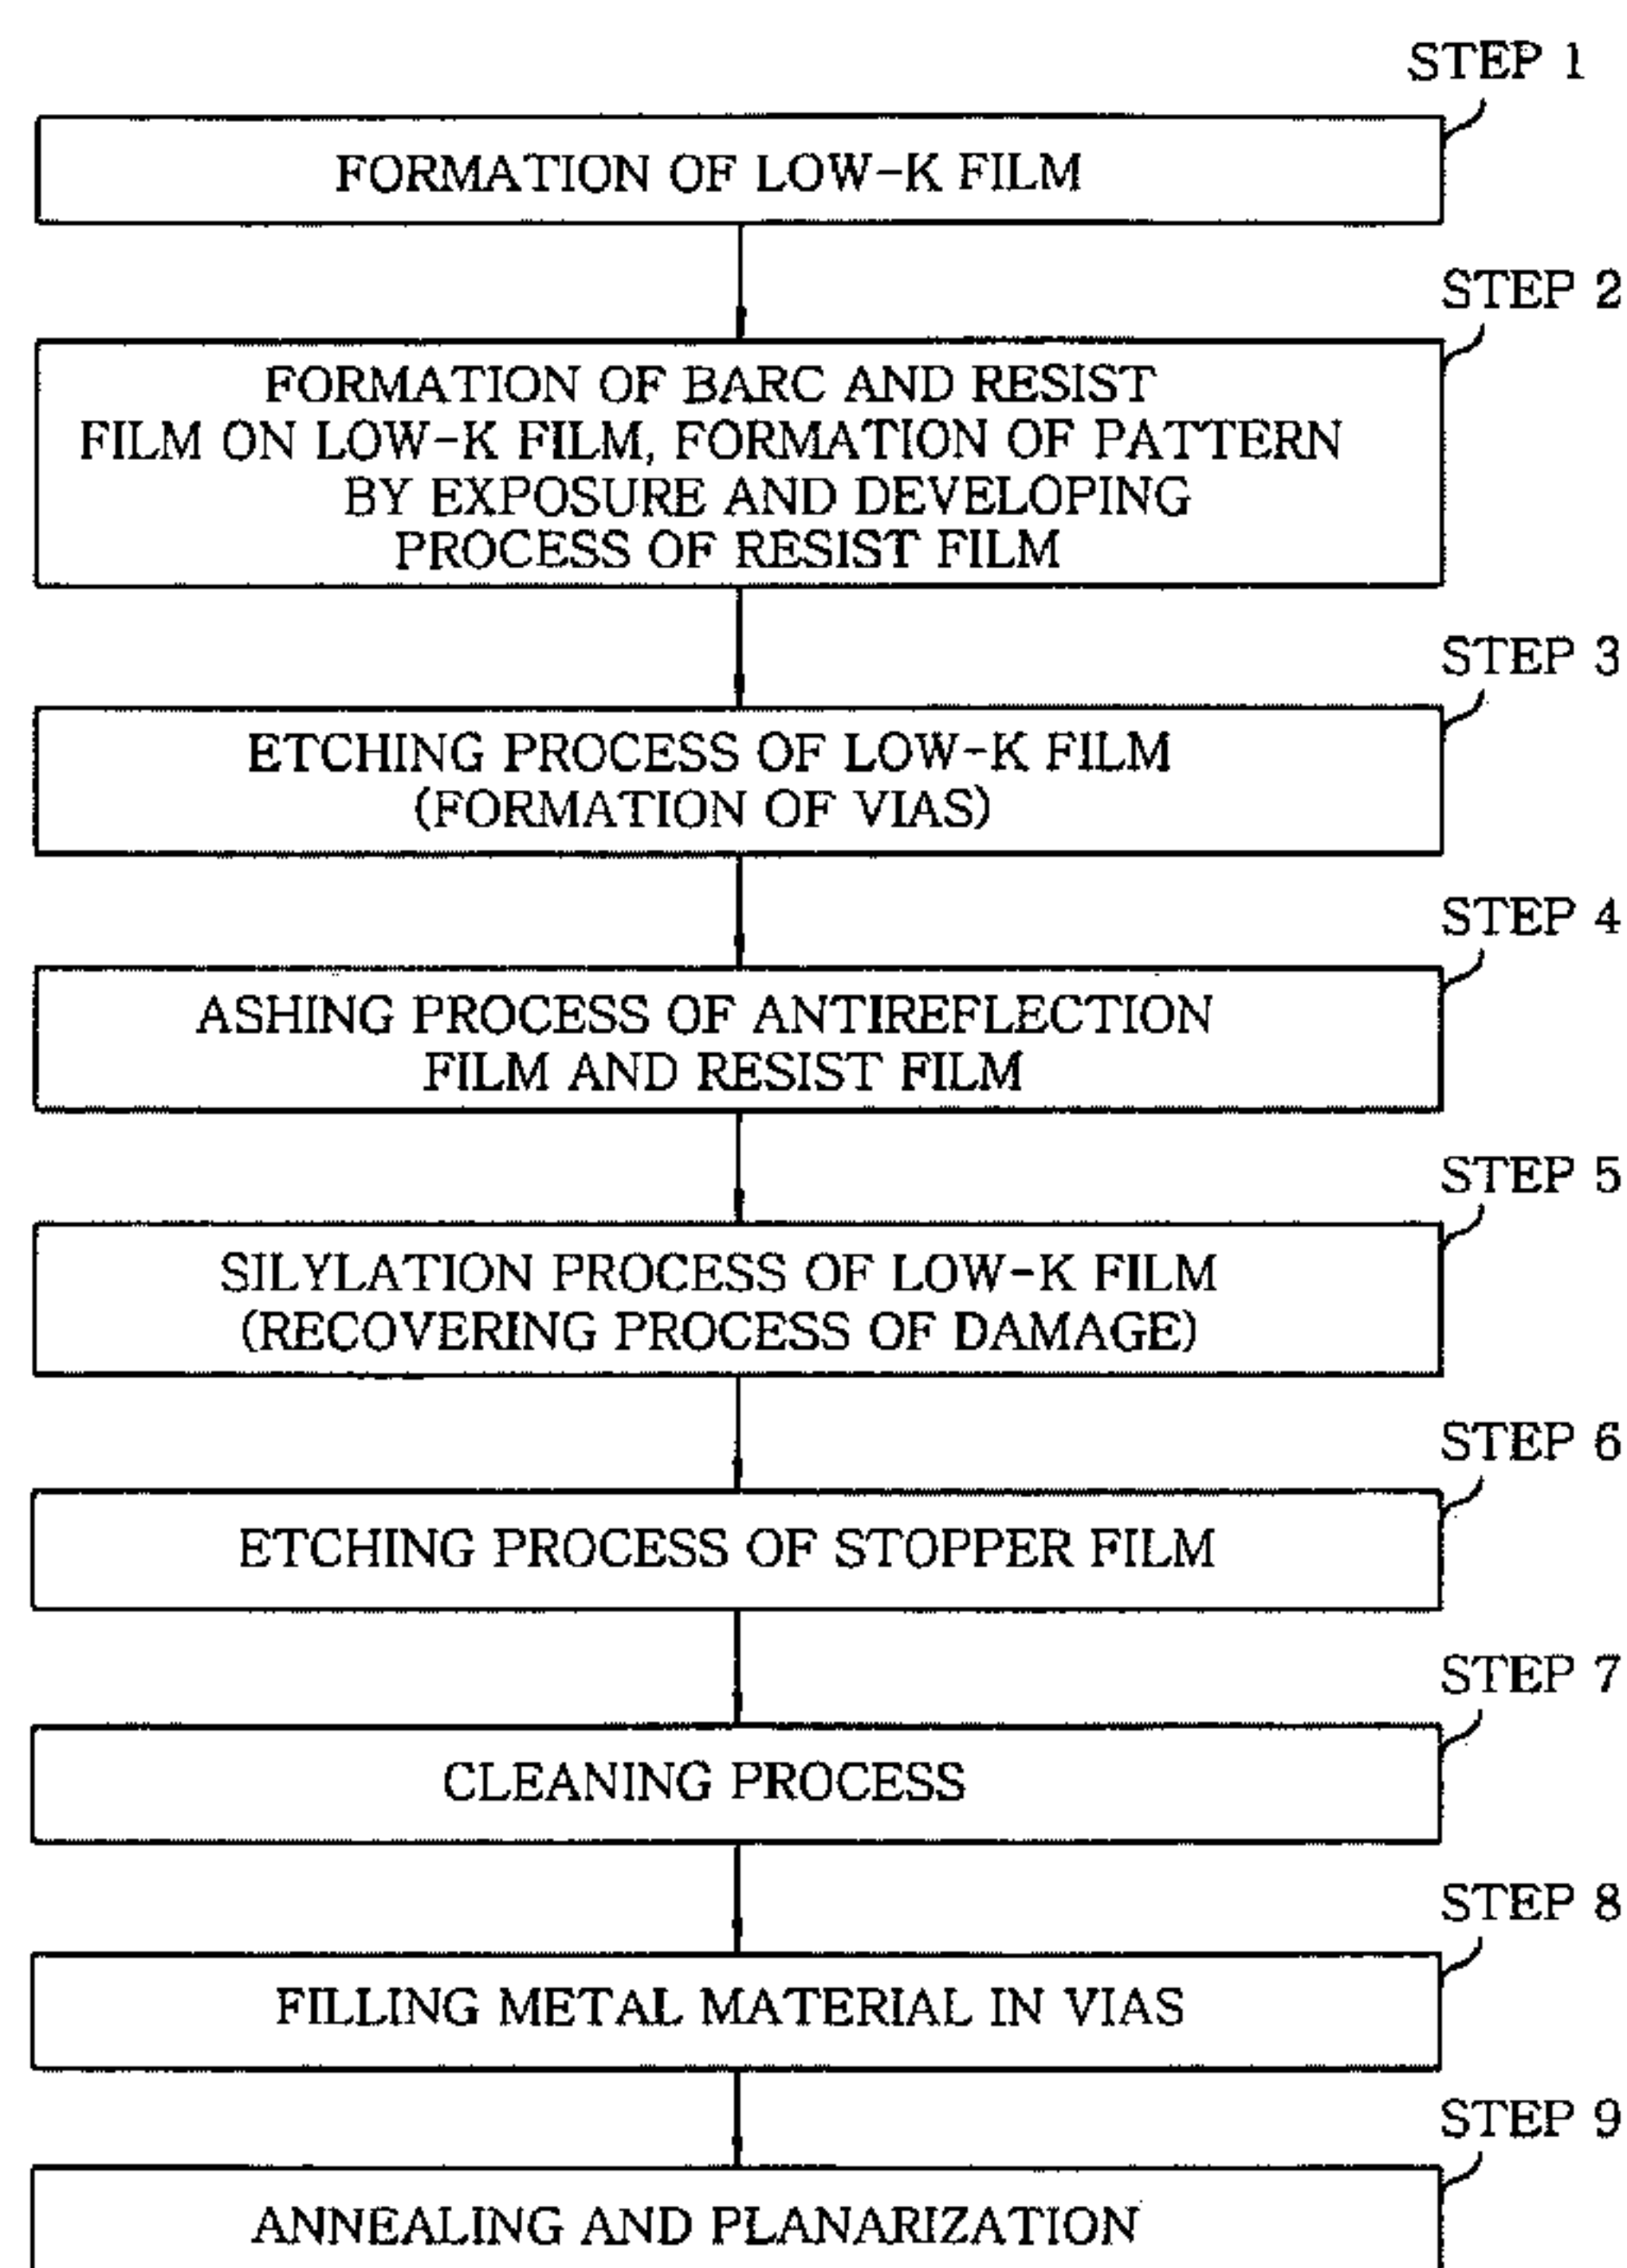 STEP 1
FORMATION OF LOW-K FILM
STEP 2
FORMATION OF BARC AND RESIST
FILM ON LOW-K FILM, FORMATION OF PATTERN
BY EXPOSURE AND DEVELOPING
PROCESS OF RESIST FILM
STEP 3
ETCHING PROCESS OF LOW-K FILM
(FORMATION OF VIAS)
STEP 4
ASHING PROCESS OF ANTIREFLECTION
FILM AND RESIST FILM
STEP 5
SILYLATION PROCESS OF LOW-K FILM
(RECOVERING PROCESS OF DAMAGE)
STEP 6
ETCHING PROCESS OF STOPPER FILM
STEP 7
CLEANING PROCESS
STEP 8
FILLING METAL MATERIAL IN VIAS
STEP 9
ANNEALING AND PLANARIZATION